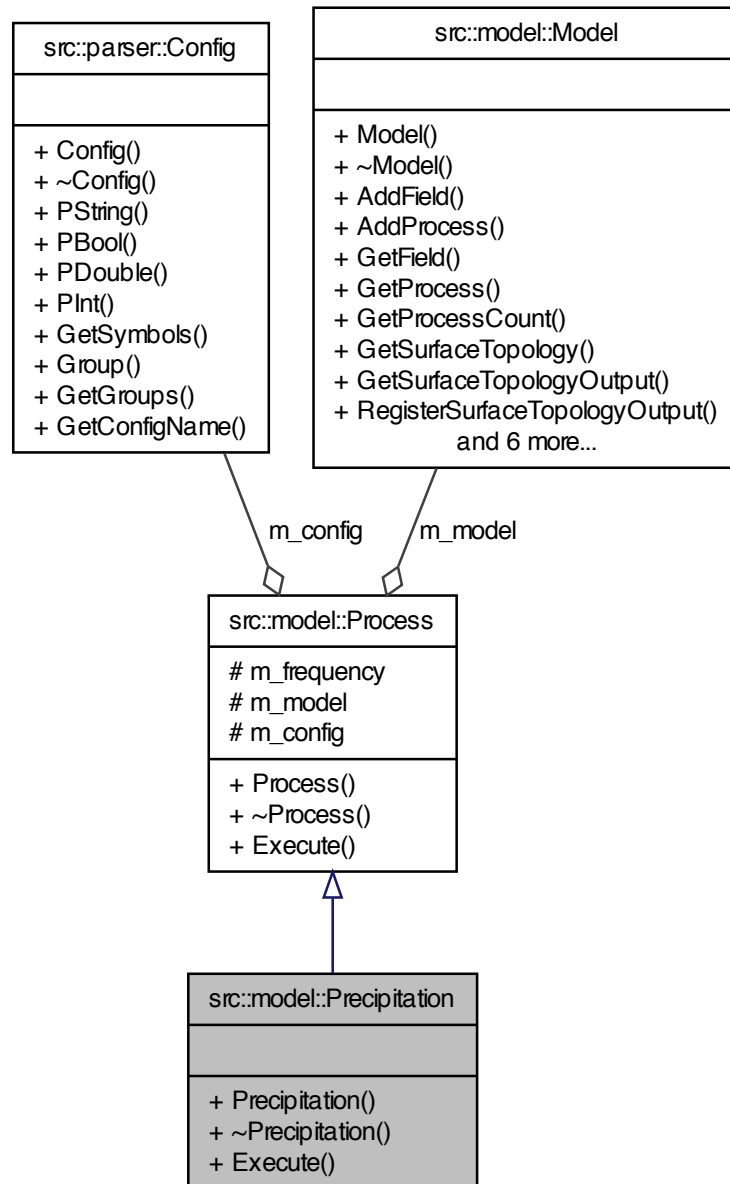 src::parser::Config
+ Config()
+ ~Config()
+ PString()
+ PBool()
+ PDouble()
+ PInt()
+ GetSymbols()
+ Group()
+ GetGroups()
+ GetConfigName()
src::model::Model
+ Model()
+ ~Model()
+ AddField()
+ AddProcess()
+ GetField()
+ GetProcess()
+ GetProcessCount()
+ GetSurfaceTopology()
+ GetSurfaceTopologyOutput()
+ RegisterSurfaceTopologyOutput()
and 6 more...
m_config
m_model
src::model::Process
# m_frequency
# m_model
# m_config
+ Process()
+ ~Process()
+ Execute()
src::model::Precipitation
+ Precipitation()
+ ~Precipitation()
+ Execute()